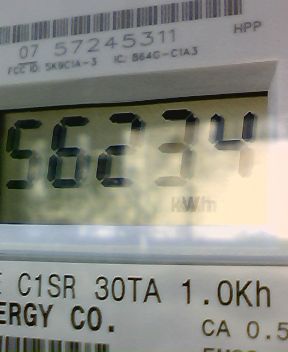 07 57245311
HPP
FCC ID: SK9C1A-3 IC: 864G-C1A3
56234
kWh
C1SR 30TA 1.0Kh
ERGY CO.
CA 0.5